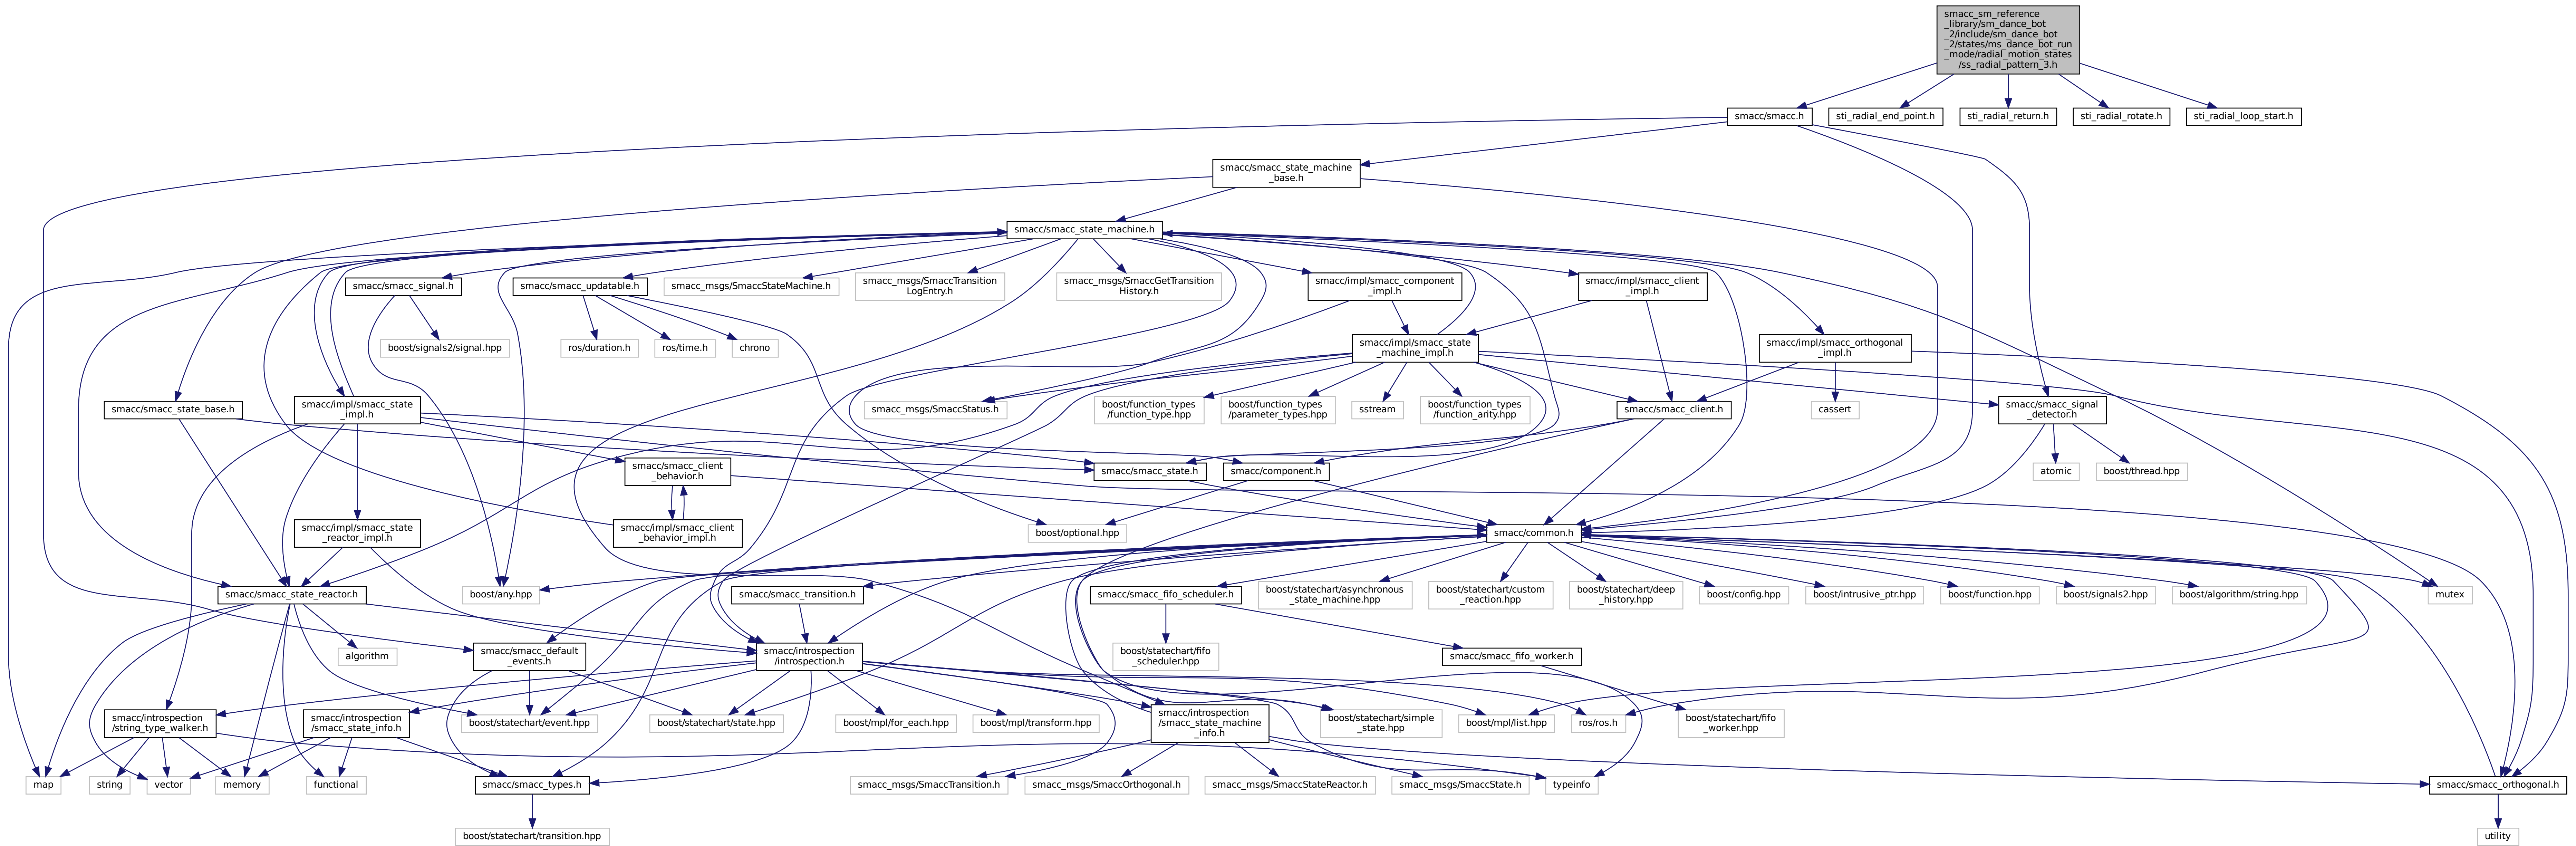 smacc_sm_reference
_library/sm_dance_bot
_2/include/sm_dance_bot
_2/states/ms_dance_bot_run
_mode/radial_motion_states
/ss_radial_pattern_3.h
smacc/smacc.h
sti_radial_end_point.h
sti_radial_return.h
sti_radial_rotate.h
sti_radial_loop_start.h
smacc/smacc_state_machine
_base.h
smacc/smacc_state_machine.h
smacc/smacc_signal.h
smacc/smacc_updatable.h
smacc_msgs/SmaccStateMachine.h
smacc_msgs/SmaccTransition
LogEntry.h
smacc_msgs/SmaccGetTransition
History.h
smacc/impl/smacc_component
_impl.h
smacc/impl/smacc_client
_impl.h
boost/signals2/signal.hpp
ros/duration.h
ros/time.h
chrono
smacc/impl/smacc_state
_machine_impl.h
smacc/impl/smacc_orthogonal
_impl.h
smacc/smacc_state_base.h
smacc/impl/smacc_state
_impl.h
smacc_msgs/SmaccStatus.h
boost/function_types
/function_type.hpp
boost/function_types
/parameter_types.hpp
sstream
boost/function_types
/function_arity.hpp
smacc/smacc_client.h
cassert
smacc/smacc_signal
_detector.h
smacc/smacc_client
_behavior.h
smacc/smacc_state.h
smacc/component.h
atomic
boost/thread.hpp
smacc/impl/smacc_state
_reactor_impl.h
smacc/impl/smacc_client
_behavior_impl.h
boost/optional.hpp
smacc/common.h
smacc/smacc_state_reactor.h
boost/any.hpp
smacc/smacc_transition.h
smacc/smacc_fifo_scheduler.h
boost/statechart/asynchronous
_state_machine.hpp
boost/statechart/custom
_reaction.hpp
boost/statechart/deep
_history.hpp
boost/config.hpp
boost/intrusive_ptr.hpp
boost/function.hpp
boost/signals2.hpp
boost/algorithm/string.hpp
mutex
algorithm
smacc/smacc_default
_events.h
smacc/introspection
/introspection.h
boost/statechart/fifo
_scheduler.hpp
smacc/smacc_fifo_worker.h
smacc/introspection
/string_type_walker.h
smacc/introspection
/smacc_state_info.h
boost/statechart/event.hpp
boost/statechart/state.hpp
boost/mpl/for_each.hpp
boost/mpl/transform.hpp
smacc/introspection
/smacc_state_machine
_info.h
boost/statechart/simple
_state.hpp
boost/mpl/list.hpp
ros/ros.h
boost/statechart/fifo
_worker.hpp
map
string
vector
memory
functional
smacc/smacc_types.h
smacc_msgs/SmaccTransition.h
smacc_msgs/SmaccOrthogonal.h
smacc_msgs/SmaccStateReactor.h
smacc_msgs/SmaccState.h
typeinfo
smacc/smacc_orthogonal.h
boost/statechart/transition.hpp
utility